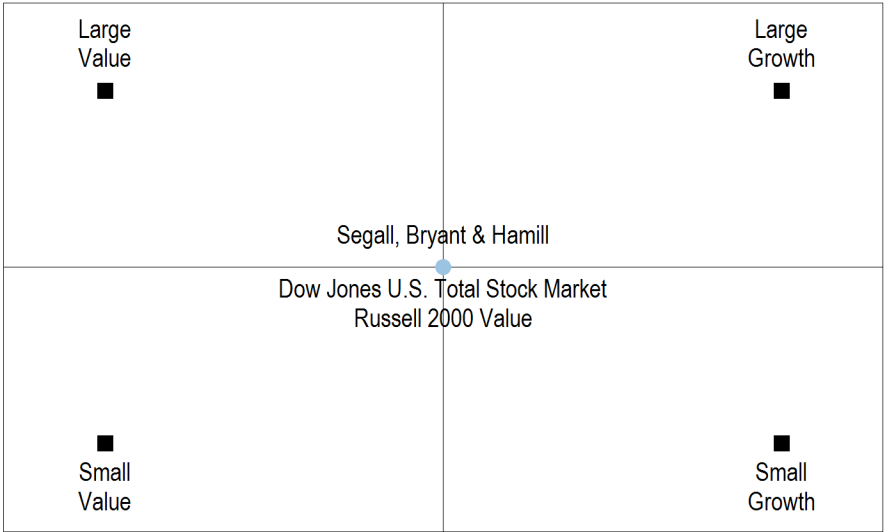 Large
Value
Large
Growth
Segall, Bryant & Hamill
Dow Jones U.S. Total Stock Market
Russell 2000 Value
Small
Value
Small
Growth